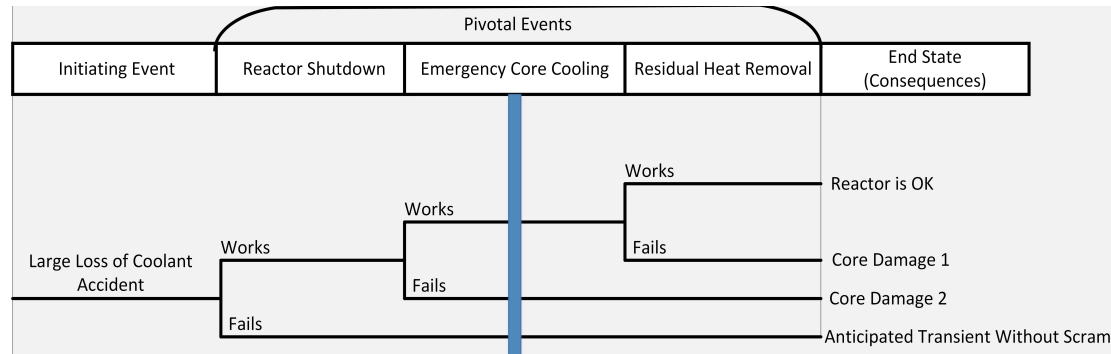 Pivotal Events
Initiating Event
Reactor Shutdown
Emergency Core Cooling
Residual Heat Removal
End State
(Consequences)
Works
Reactor is OK
Works
Works
Fails
Core Damage 1
Large Loss of Coolant
Accident
Fails
Core Damage 2
Fails
Anticipated Transient Without Scram